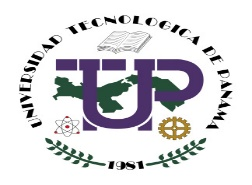 UNIVERSIDAD TECNOLOGICA DE PANAMA
UTP
1981